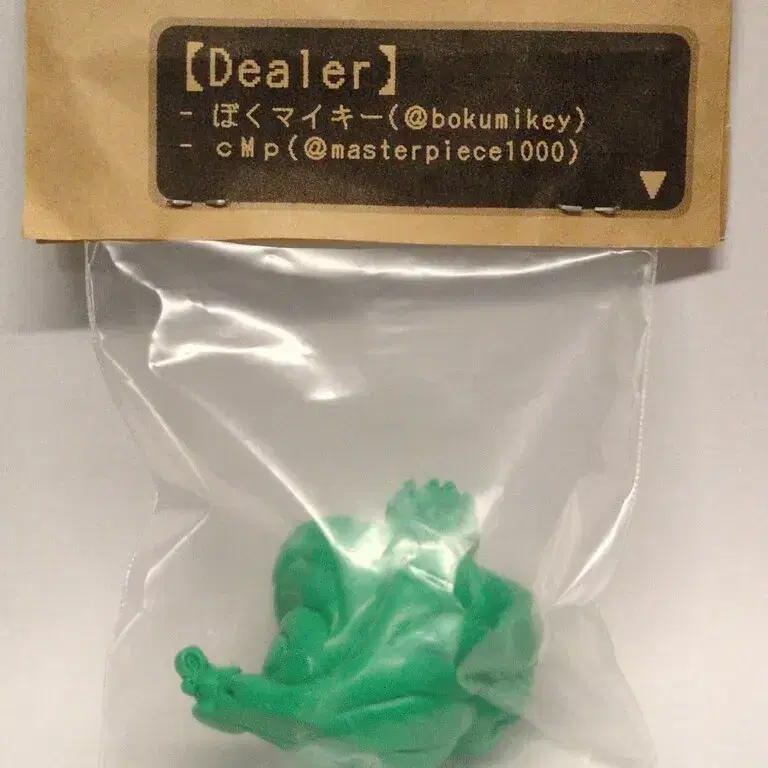 【Dealer】
- ぼくマイキー(@bokumikey)
- cMp(@masterpiece1000)
▼